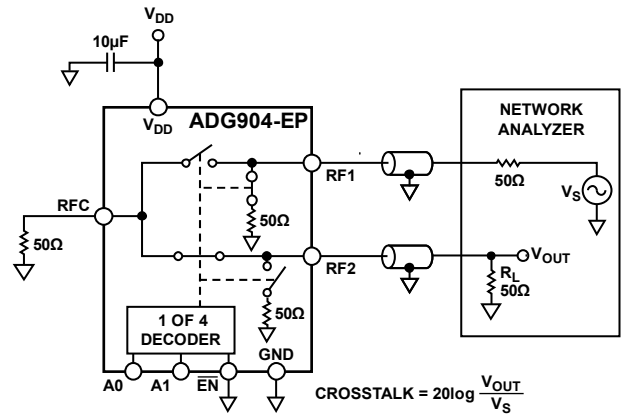 VDD
10µF
VDD
ADG904-EP
NETWORK
ANALYZER
RF1
50Ω
VS
RFC
50Ω
50Ω
RF2
VOUT
RL
50Ω
50Ω
1 OF 4
DECODER
GND
A0
A1
EN
CROSSTALK = 20log VOUT
VS